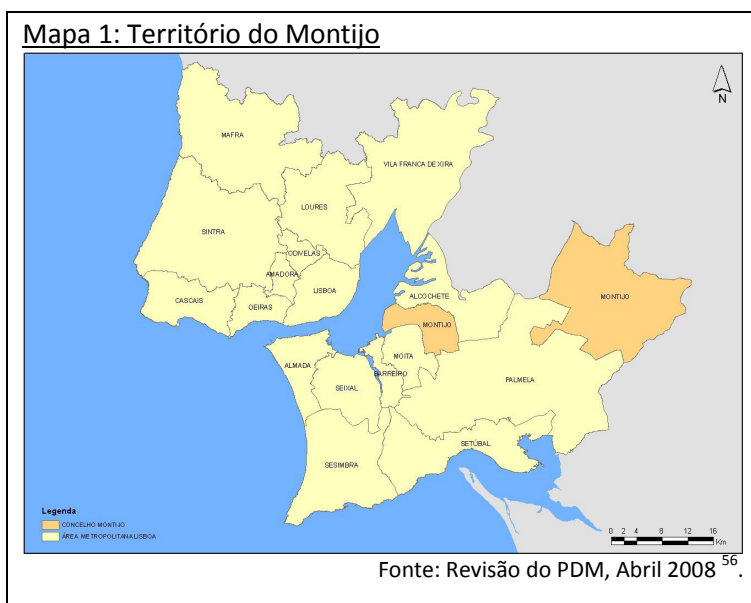 Mapa 1: Território do Montijo
N
MAFRA
VILA FRANCA DE XIRA
LOURES
SINTRA
ODIVELAS
AMADORA
LISBOA
CASCAIS
OEIRAS
ALCOCHETE
MONTIJO
MONTIJO
MOITA
ALMADA
BARREIRO
SEIXAL
PALMELA
SETÚBAL
SESIMBRA
Legenda
CONCELHO MONTIJO
ÁREA METROPOLITANA LISBOA
0 2 4 8 12 16
Km
Fonte: Revisão do PDM, Abril 2008 56.